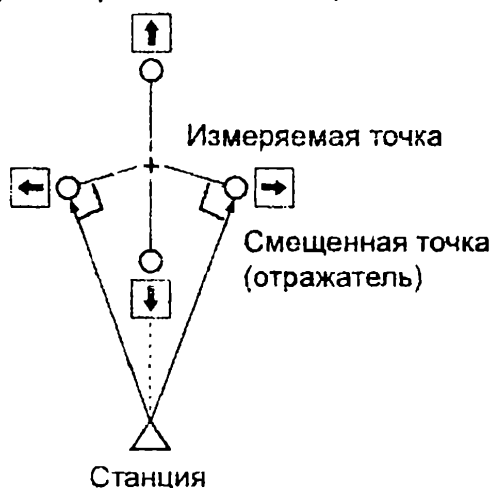 Измеряемая точка
Смещенная точка
(отражатель)
Станция